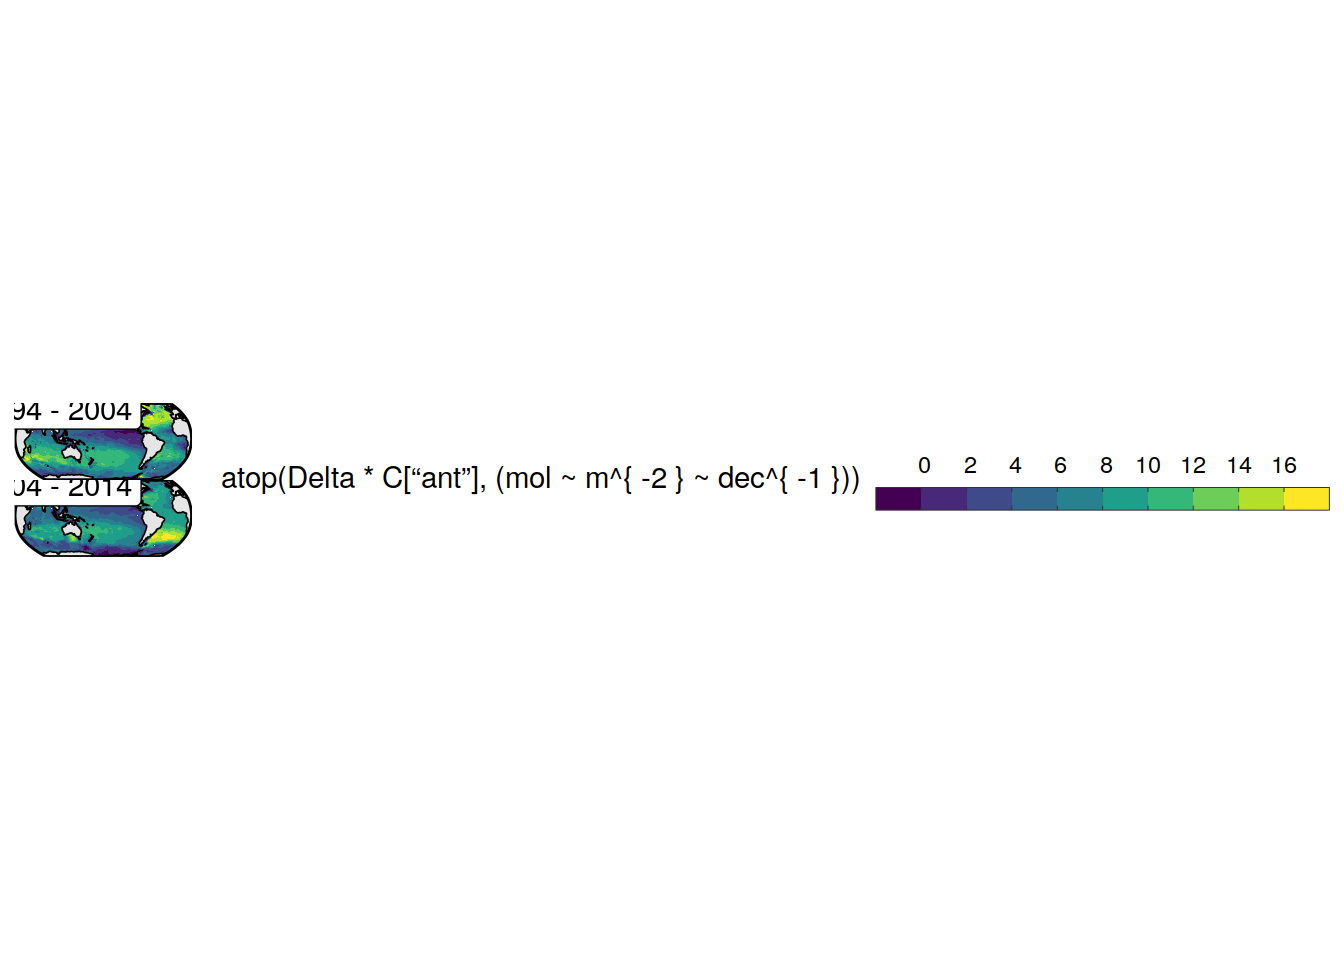 94 - 2004
04 - 2014
atop(Delta * C[“ant”], (mol ~ m^{ -2 } ~ dec^{ -1 }))
0 2 4 6 8 10 12 14 16